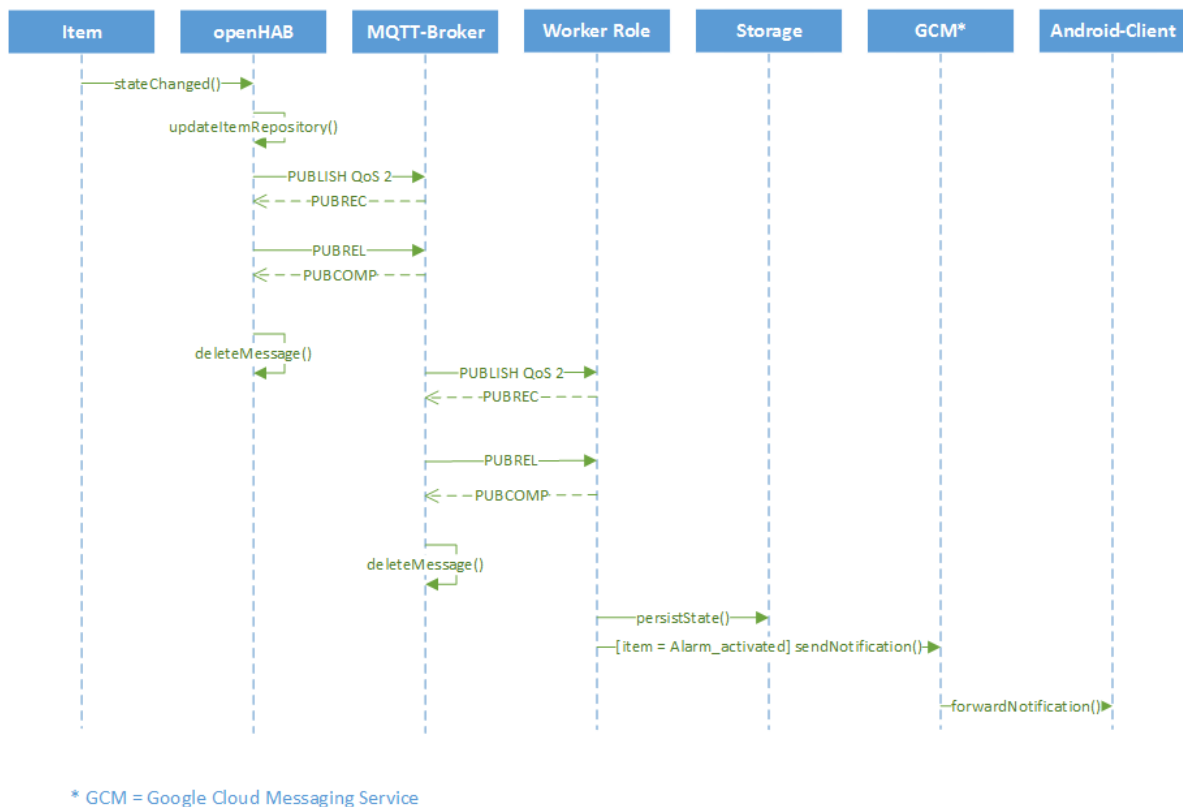 Item
openHAB
MQTT-Broker
Worker Role
Storage
GCM*
Android-Client
stateChanged()
updateItemRepository()
PUBLISH QoS 2
PUBREC
PUBREL
PUBCOMP
deleteMessage()
PUBLISH QoS 2
PUBREC
PUBREL
PUBCOMP
deleteMessage()
persistState()
[item = Alarm_activated] sendNotification()
forwardNotification()
* GCM = Google Cloud Messaging Service